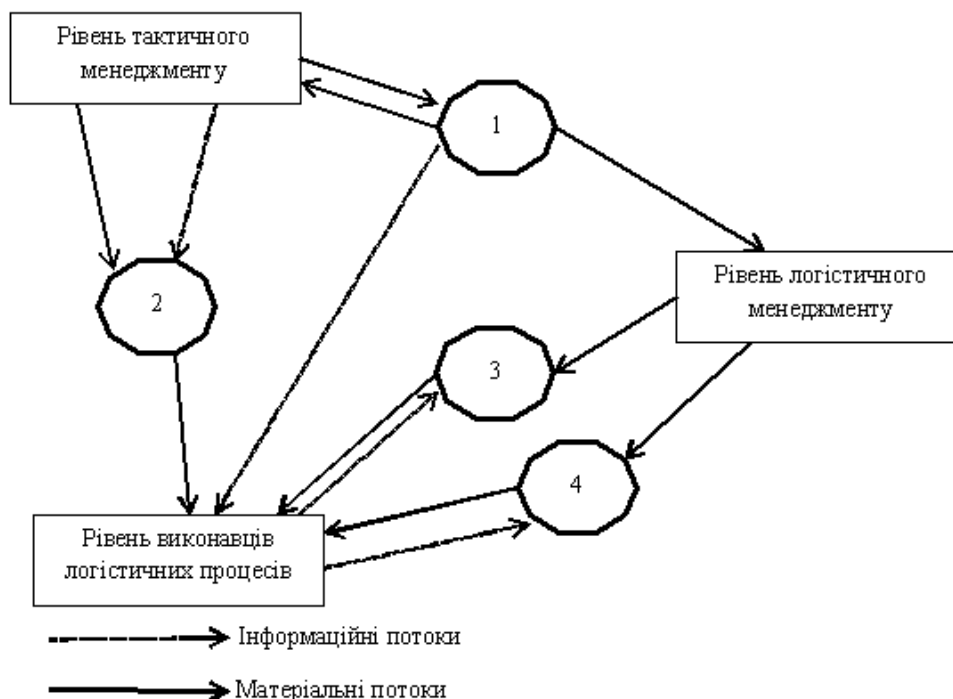 Рівень тактичного
менеджменту
1
Рівень логістичного
менеджменту
2
3
4
Рівень виконавців
логістичних процесів
Інформаційні потоки
Матеріальні потоки